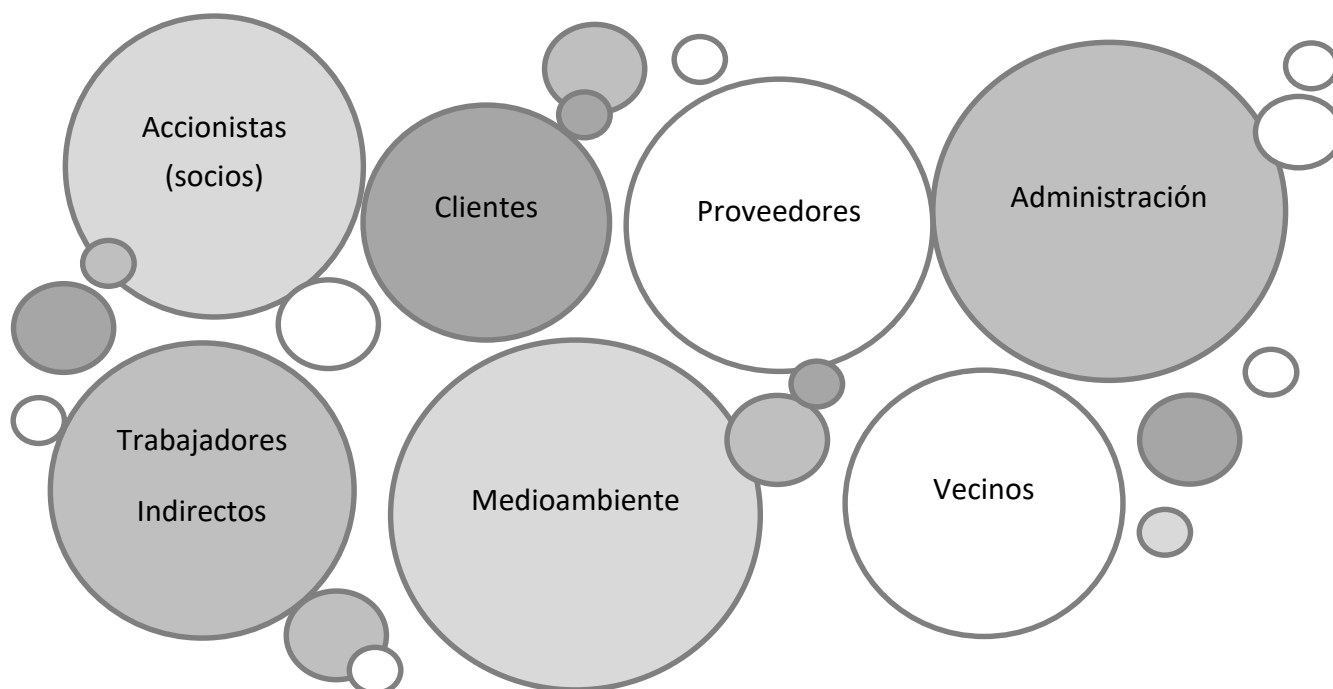 Accionistas
(socios)
Clientes
Proveedores
Administración
Trabajadores
Indirectos
Medioambiente
Vecinos